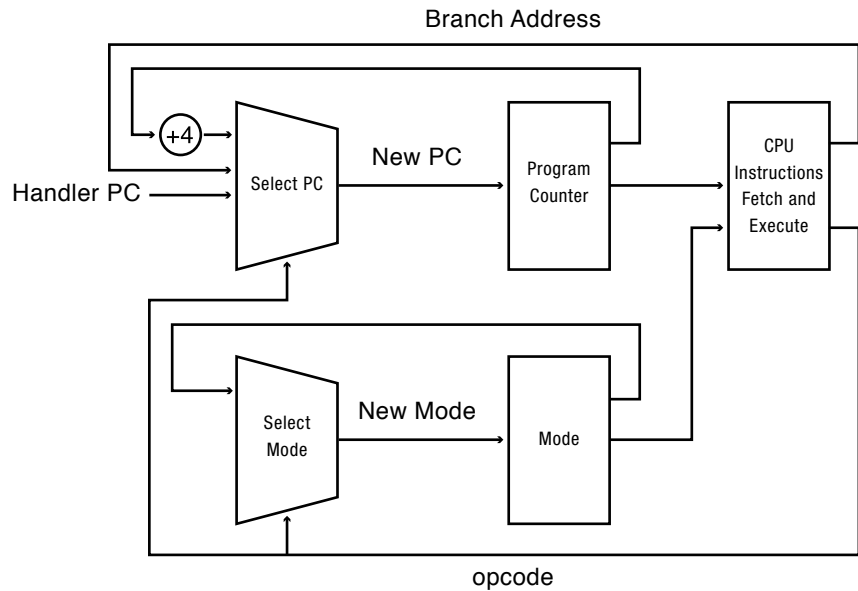 Branch Address
+4
Select PC
New PC
Program
Counter
CPU
Instructions
Fetch and
Execute
Handler PC
Select
Mode
New Mode
Mode
opcode